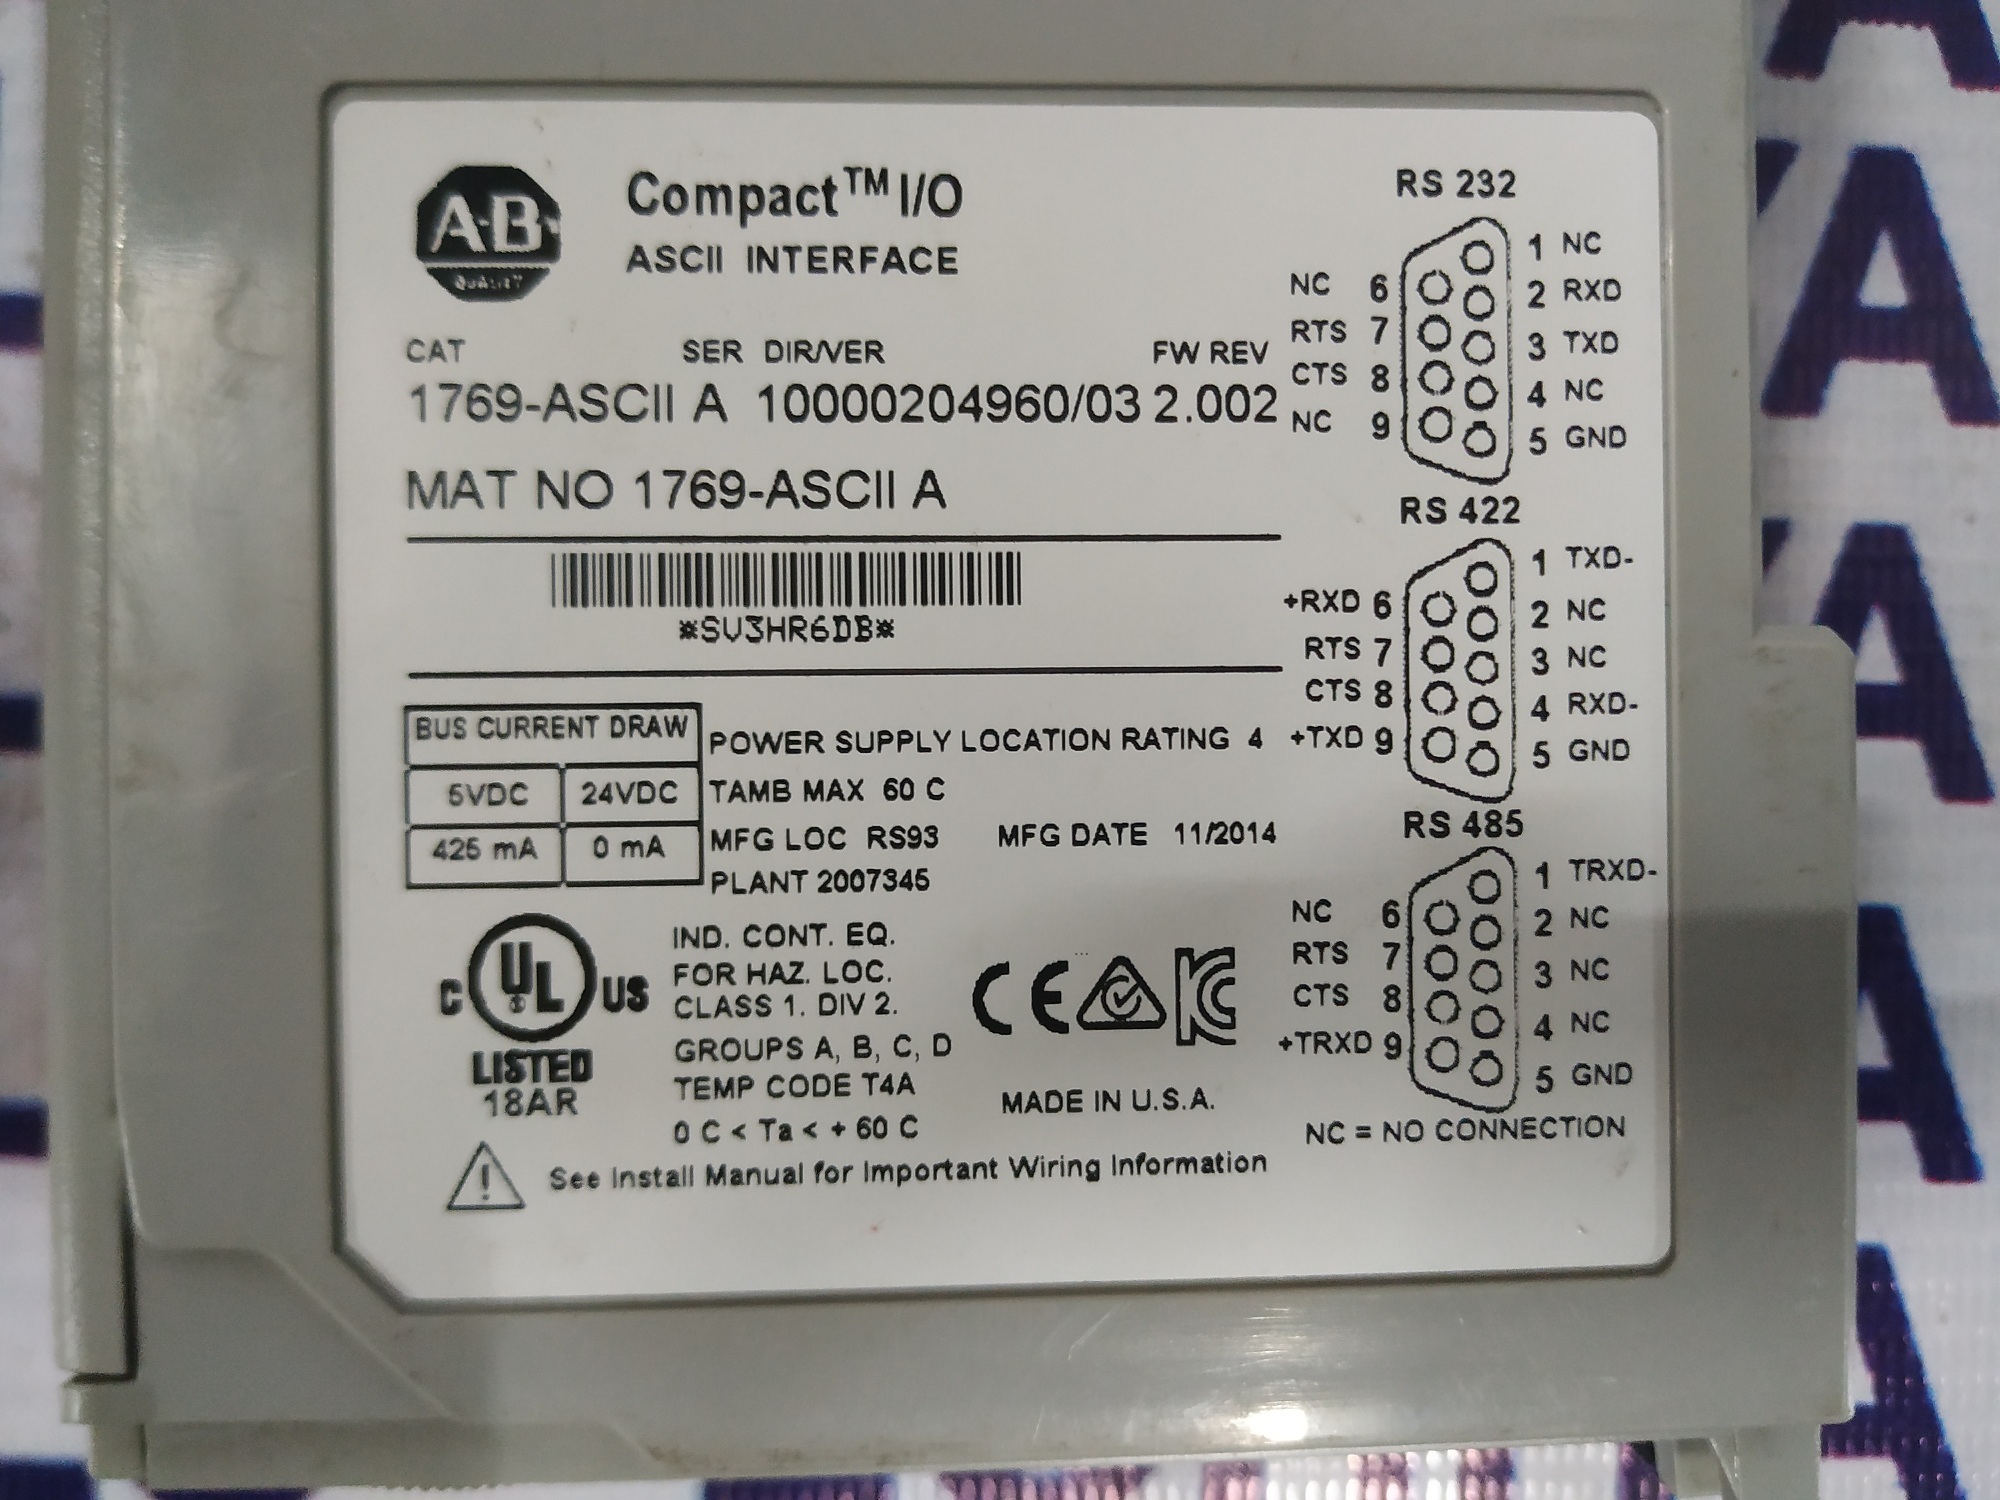 A-B
QUALITY
Compact™ I/O
ASCII INTERFACE
CAT SER DIR/VER FW REV
1769-ASCII A 10000204960/03 2.002
MAT NO 1769-ASCII A
*SV3HR6DB*
BUS CURRENT DRAW
5VDC 24VDC
425 mA 0 mA
POWER SUPPLY LOCATION RATING 4
TAMB MAX 60 C
MFG LOC RS93 MFG DATE 11/2014
PLANT 2007345
C UL US
LISTED
18AR
IND. CONT. EQ.
FOR HAZ. LOC.
CLASS 1. DIV 2.
GROUPS A, B, C, D
TEMP CODE T4A
0 C < Ta < + 60 C
CE
MADE IN U.S.A.
See Install Manual for Important Wiring Information
RS 232
1 NC
NC 6
2 RXD
RTS 7
3 TXD
CTS 8
4 NC
NC 9
5 GND
RS 422
1 TXD-
+RXD 6
2 NC
RTS 7
3 NC
CTS 8
4 RXD-
+TXD 9
5 GND
RS 485
1 TRXD-
NC 6
2 NC
RTS 7
3 NC
CTS 8
4 NC
+TRXD 9
5 GND
NC = NO CONNECTION